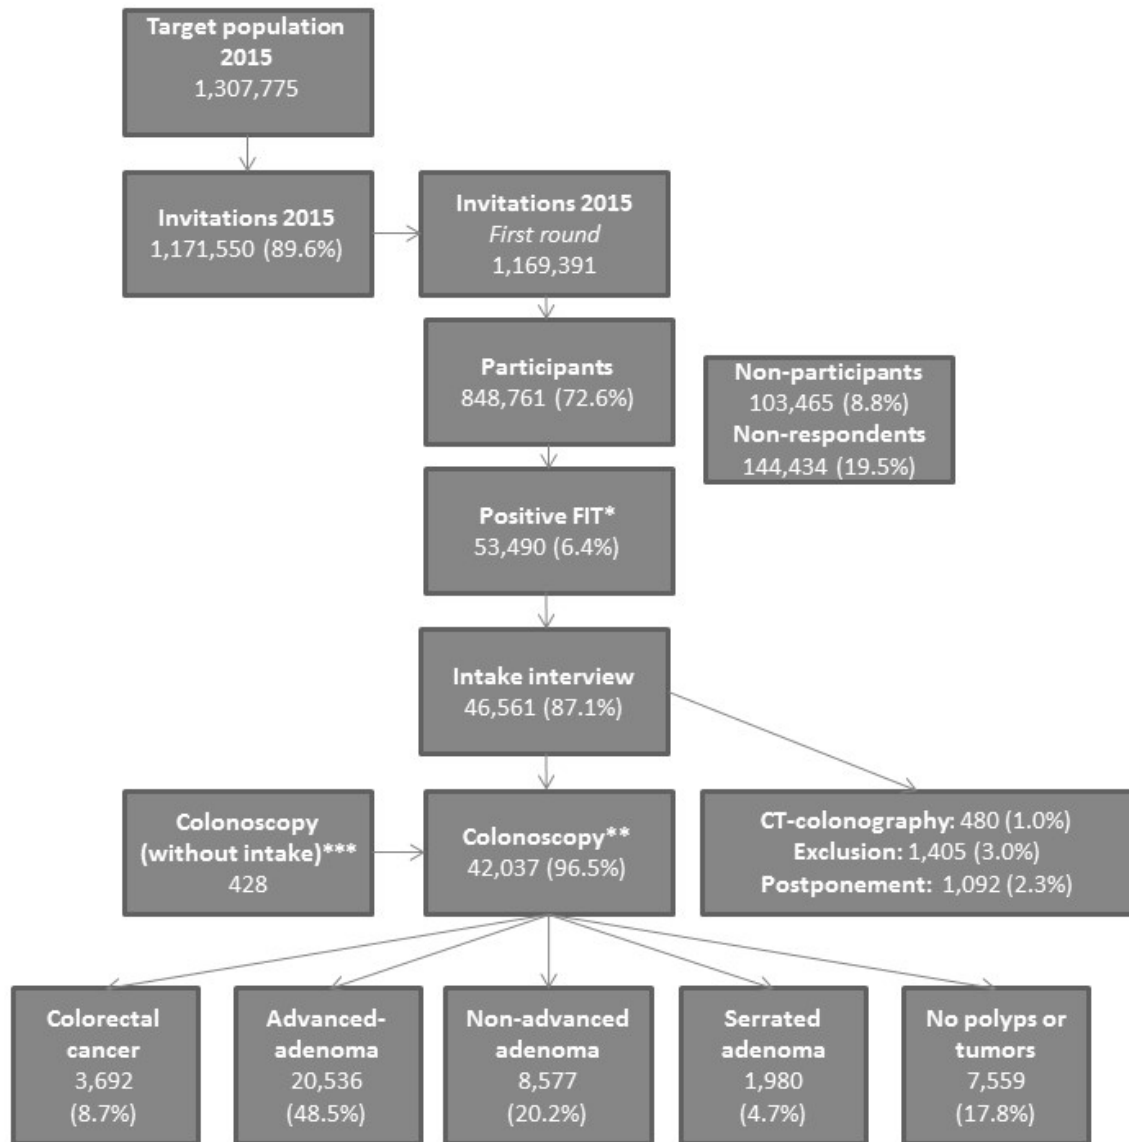 Target population
2015
1,307,775
Invitations 2015
1,171,550 (89.6%)
Invitations 2015
First round
1,169,391
Participants
848,761 (72.6%)
Non-participants
103,465 (8.8%)
Non-respondents
144,434 (19.5%)
Positive FIT*
53,490 (6.4%)
Intake interview
46,561 (87.1%)
Colonoscopy
(without intake)***
428
Colonoscopy**
42,037 (96.5%)
CT-colonography: 480 (1.0%)
Exclusion: 1,405 (3.0%)
Postponement: 1,092 (2.3%)
Colorectal
cancer
3,692
(8.7%)
Advanced-
adenoma
20,536
(48.5%)
Non-advanced
adenoma
8,577
(20.2%)
Serrated
adenoma
1,980
(4.7%)
No polyps or
tumors
7,559
(17.8%)